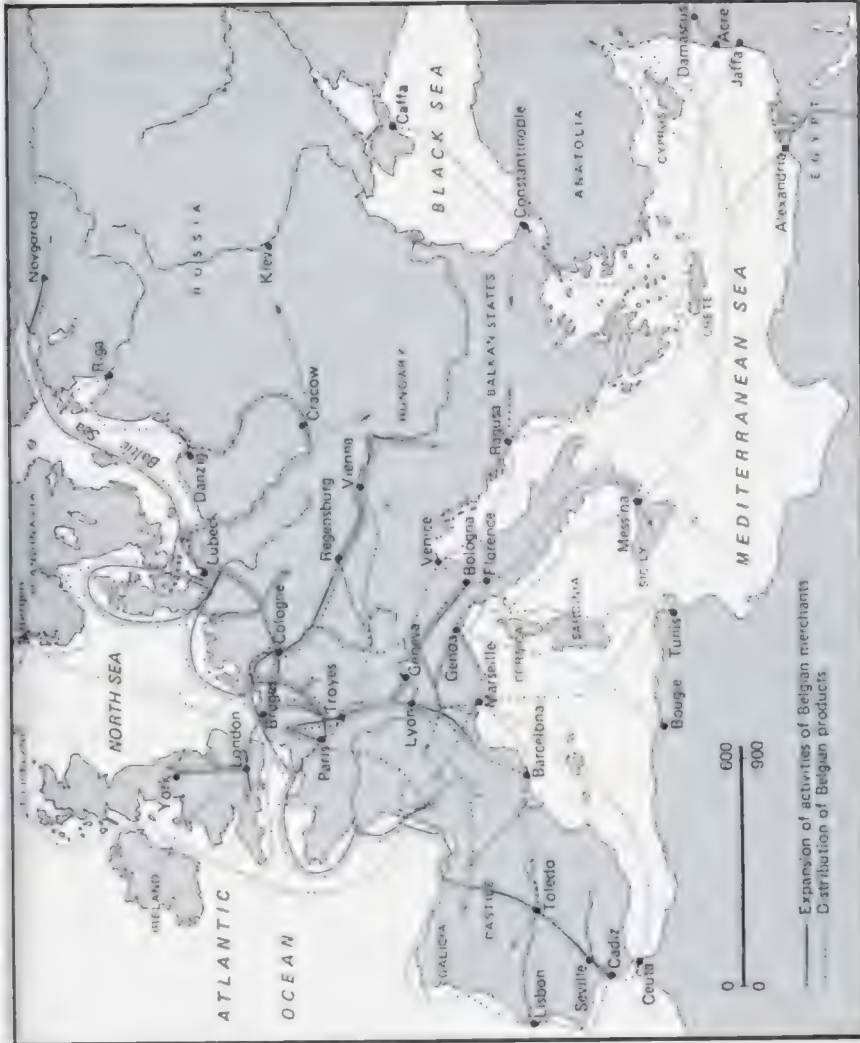 Bergen
SCANDINAVIA
Novgorod
Riga
Baltic
Sea
RUSSIA
NORTH SEA
IRELAND
York
London
Lubeck
Danzig
Kiev
ATLANTIC
OCEAN
Bruges
Cologne
Cracow
Paris
Troyes
Regensburg
Vienna
HUNGARY
Caffa
BLACK SEA
Lyon
Geneva
Venice
Genoa
Bologna
Florence
Marseille
Ragusa
BALKAN STATES
Constantinople
GALICIA
CASTILE
Barcelona
CORSICA
SARDINIA
ANATOLIA
Lisbon
Toledo
Seville
Cadiz
Ceuta
Messina
SICILY
CRETE
CYPRUS
Damascus
Acre
Jaffa
Bougie
Tunis
MEDITERRANEAN SEA
Alexandria
EGYPT
0 600
0 900
Expansion of activities of Belgian merchants
Distribution of Belgian products